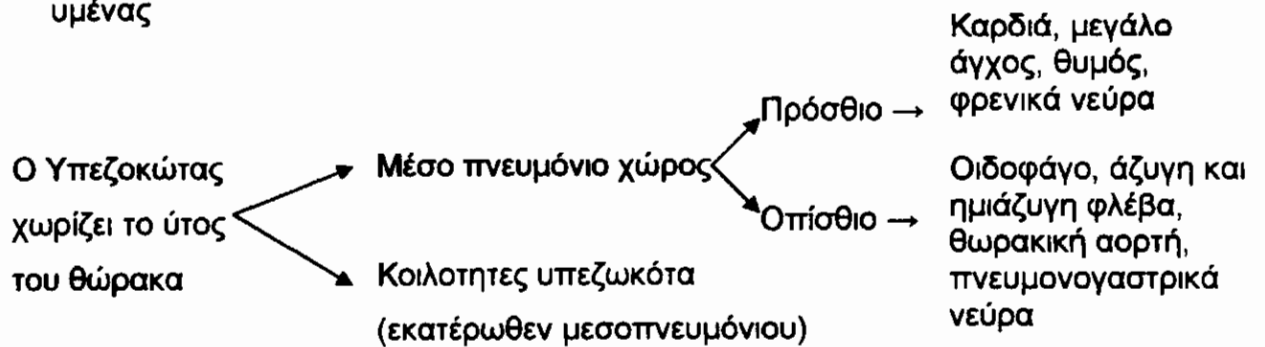 υμένας
Ο Υπεζοκώτας
χωρίζει το ύτος
του θώρακα
Μέσο πνευμόνιο χώρος
Κοιλοτητες υπεζωκότα
(εκατέρωθεν μεσοπνευμόνιου)
Πρόσθιο →
Καρδιά, μεγάλο
άγχος, θυμός,
φρενικά νεύρα
Οπίσθιο →
Οιδοφάγο, άζυγη και
ημιάζυγη φλέβα,
θωρακική αορτή,
πνευμονογαστρικά
νεύρα